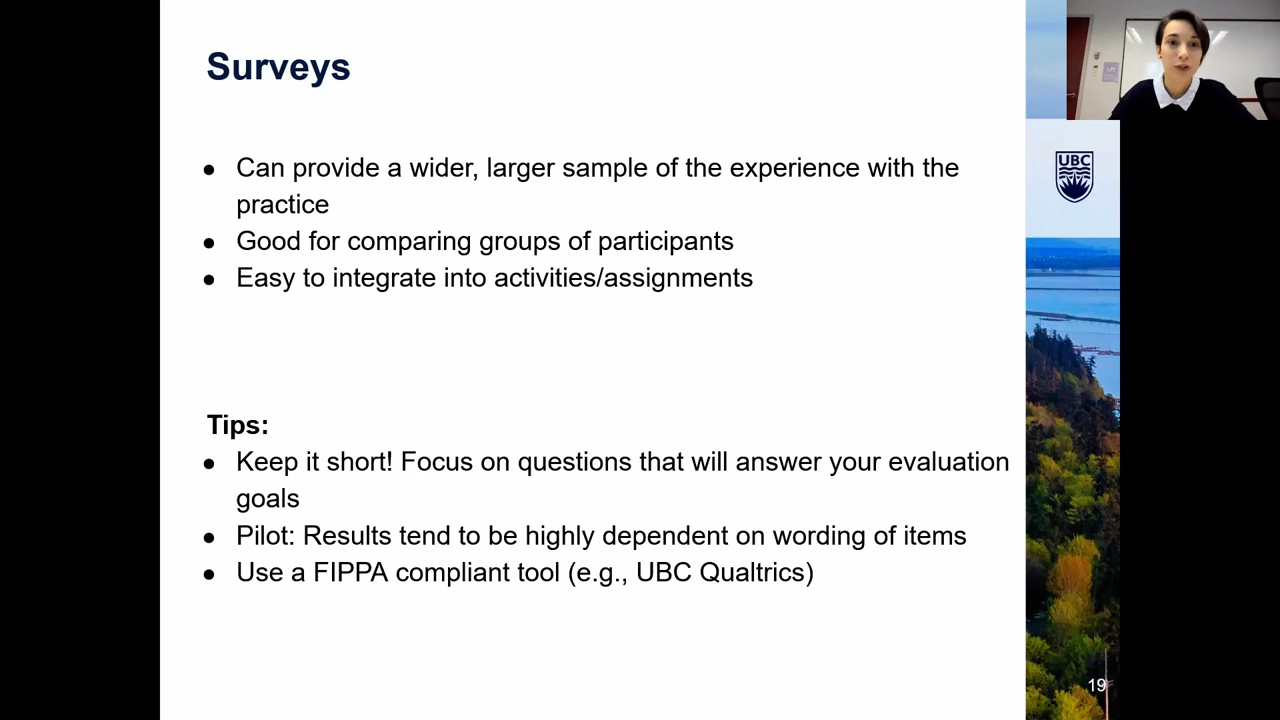 Surveys
● Can provide a wider, larger sample of the experience with the
practice
● Good for comparing groups of participants
● Easy to integrate into activities/assignments
Tips:
● Keep it short! Focus on questions that will answer your evaluation
goals
● Pilot: Results tend to be highly dependent on wording of items
● Use a FIPPA compliant tool (e.g., UBC Qualtrics)
UBC
19